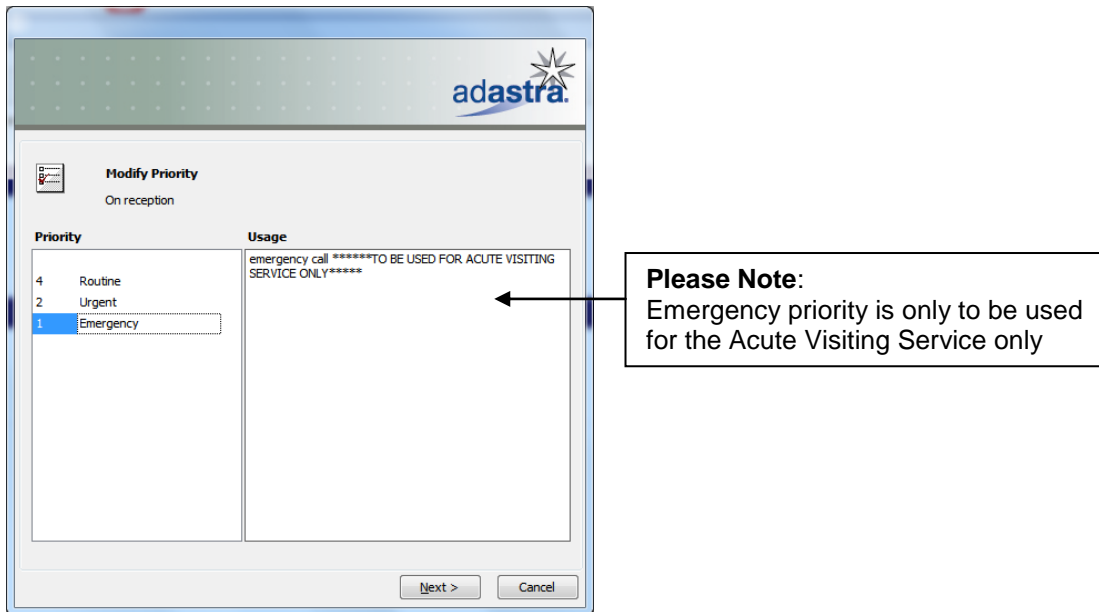 adastra.
Modify Priority
On reception
Priority
Usage
4 Routine
2 Urgent
1 Emergency
emergency call ******TO BE USED FOR ACUTE VISITING
SERVICE ONLY*****
Next >
Cancel
Please Note:
Emergency priority is only to be used
for the Acute Visiting Service only